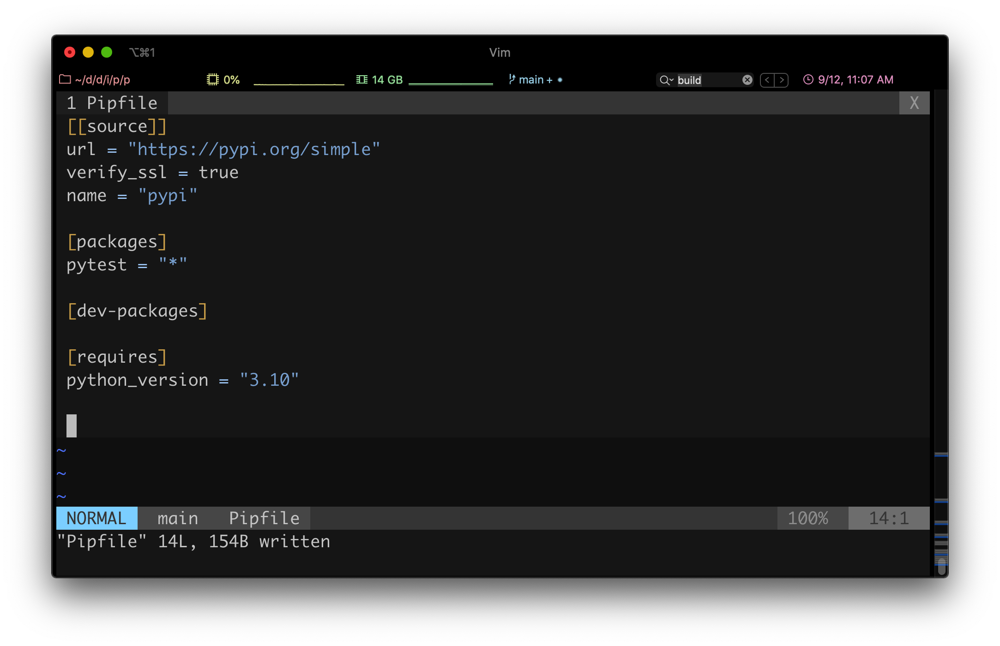 ⌥⌘1 Vim
~/d/d/i/p/p 0% 14 GB main + • build 9/12, 11:07 AM
1 Pipfile X
[[source]]
url = "https://pypi.org/simple"
verify_ssl = true
name = "pypi"
[packages]
pytest = "*"
[dev-packages]
[requires]
python_version = "3.10"
~
~
~
NORMAL main Pipfile 100% 14:1
"Pipfile" 14L, 154B written